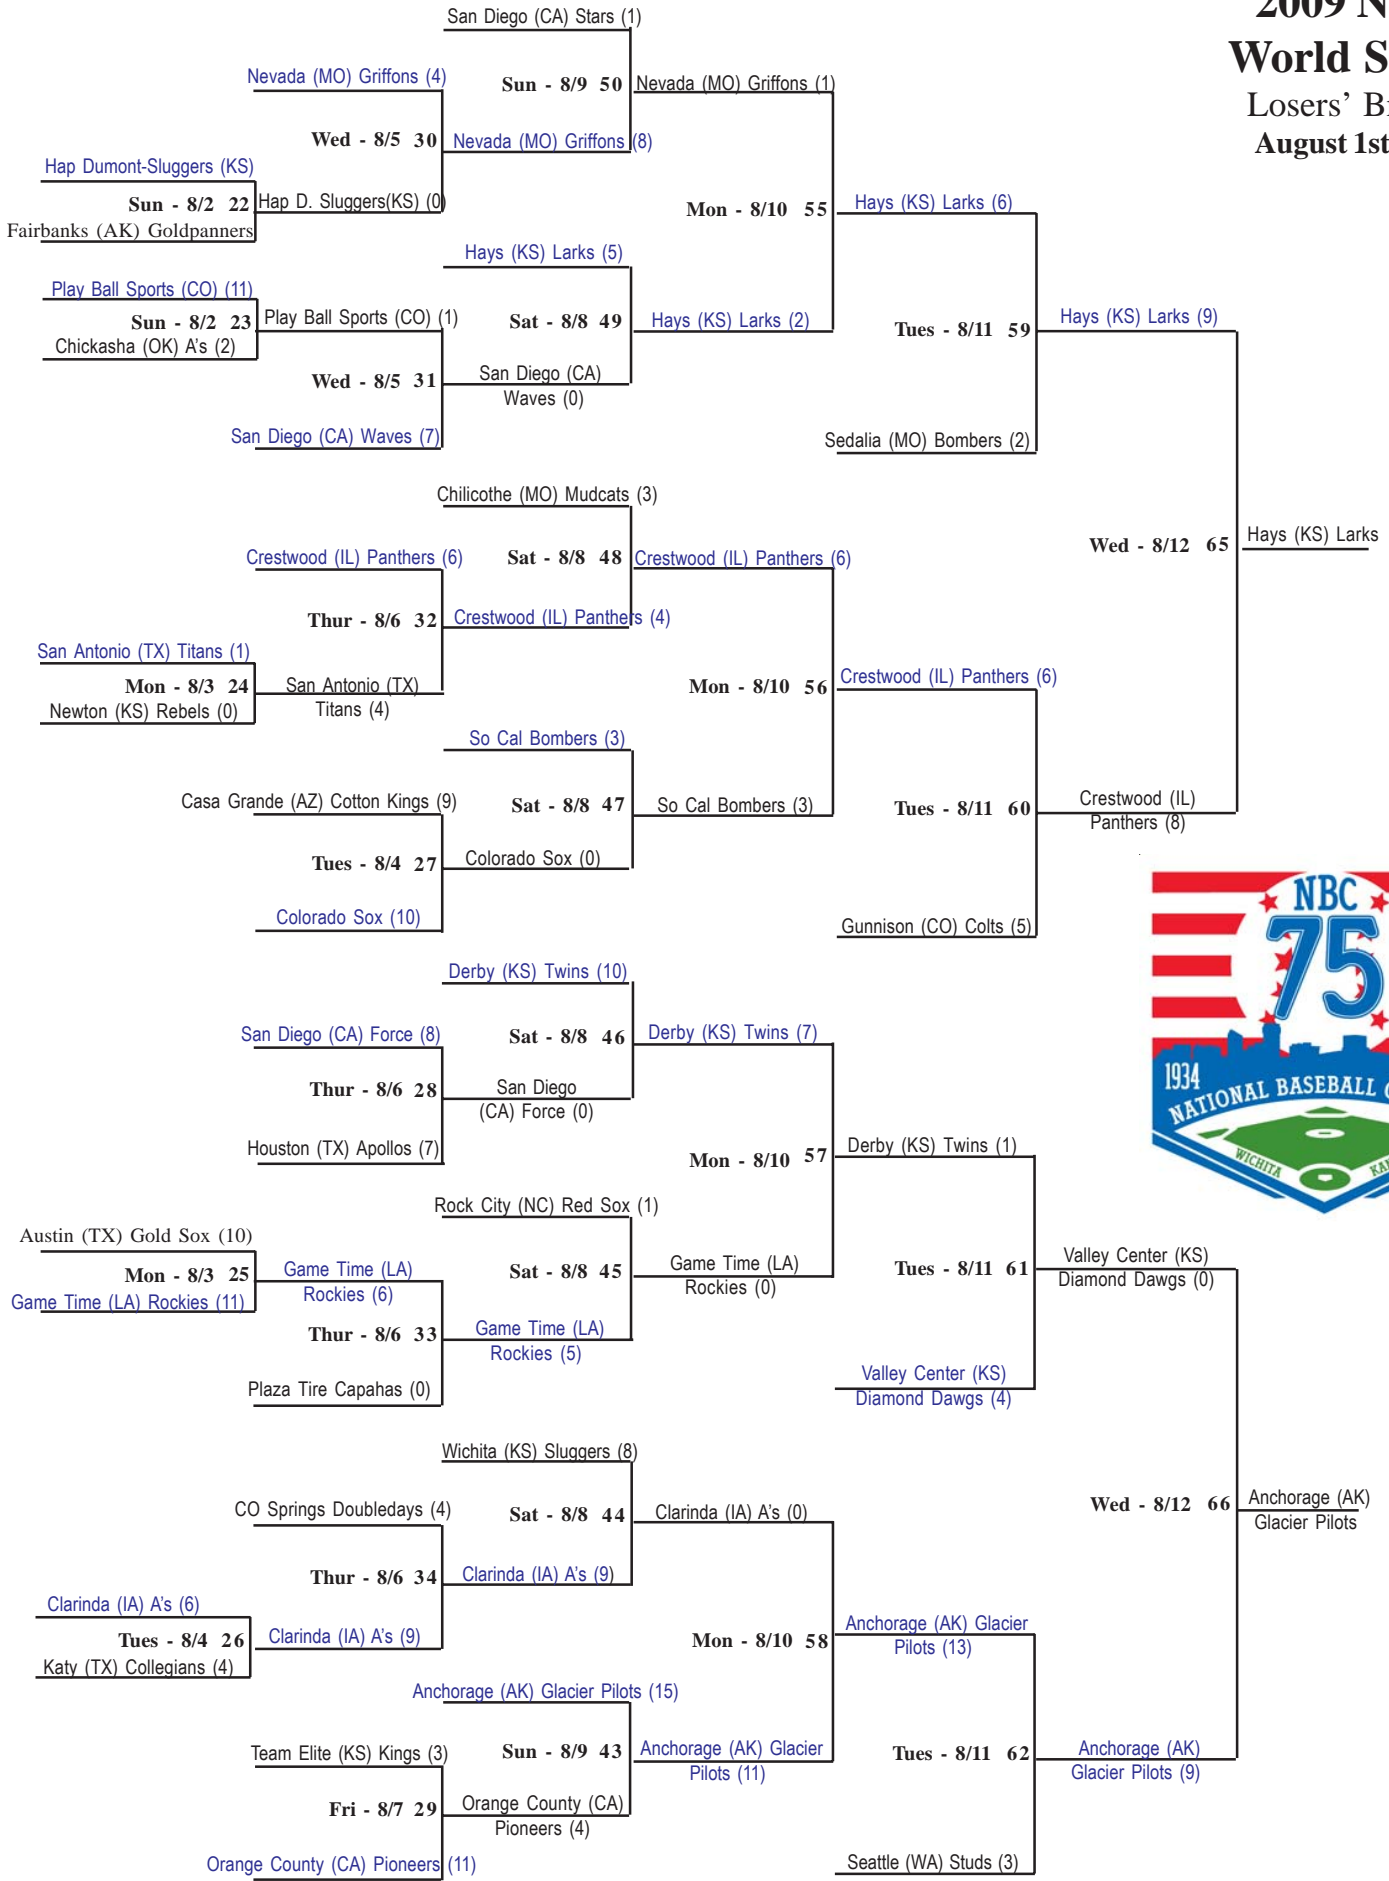 2009 N
World S
Losers' B
August 1st
San Diego (CA) Stars (1)
Nevada (MO) Griffons (4)
Sun - 8/9 50
Nevada (MO) Griffons (1)
Wed - 8/5 30
Nevada (MO) Griffons (8)
Hap Dumont-Sluggers (KS)
Sun - 8/2 22
Hap D. Sluggers(KS) (0)
Fairbanks (AK) Goldpanners
Mon - 8/10 55
Hays (KS) Larks (6)
Hays (KS) Larks (5)
Play Ball Sports (CO) (11)
Sun - 8/2 23
Play Ball Sports (CO) (1)
Chickasha (OK) A's (2)
Sat - 8/8 49
Hays (KS) Larks (2)
Tues - 8/11 59
Hays (KS) Larks (9)
Wed - 8/5 31
San Diego (CA)
Waves (0)
San Diego (CA) Waves (7)
Sedalia (MO) Bombers (2)
Chilicothe (MO) Mudcats (3)
Crestwood (IL) Panthers (6)
Sat - 8/8 48
Crestwood (IL) Panthers (6)
Wed - 8/12 65
Hays (KS) Larks
Thur - 8/6 32
Crestwood (IL) Panthers (4)
San Antonio (TX) Titans (1)
Mon - 8/3 24
San Antonio (TX)
Titans (4)
Newton (KS) Rebels (0)
Mon - 8/10 56
Crestwood (IL) Panthers (6)
So Cal Bombers (3)
Casa Grande (AZ) Cotton Kings (9)
Sat - 8/8 47
So Cal Bombers (3)
Tues - 8/11 60
Crestwood (IL)
Panthers (8)
Tues - 8/4 27
Colorado Sox (0)
Colorado Sox (10)
Gunnison (CO) Colts (5)
NBC
75
1934
NATIONAL BASEBALL C
WICHITA
KAN
Derby (KS) Twins (10)
San Diego (CA) Force (8)
Sat - 8/8 46
Derby (KS) Twins (7)
Thur - 8/6 28
San Diego
(CA) Force (0)
Houston (TX) Apollos (7)
Mon - 8/10 57
Derby (KS) Twins (1)
Rock City (NC) Red Sox (1)
Austin (TX) Gold Sox (10)
Mon - 8/3 25
Game Time (LA)
Rockies (6)
Game Time (LA) Rockies (11)
Sat - 8/8 45
Game Time (LA)
Rockies (0)
Tues - 8/11 61
Valley Center (KS)
Diamond Dawgs (0)
Thur - 8/6 33
Game Time (LA)
Rockies (5)
Plaza Tire Capahas (0)
Valley Center (KS)
Diamond Dawgs (4)
Wichita (KS) Sluggers (8)
CO Springs Doubledays (4)
Sat - 8/8 44
Clarinda (IA) A's (0)
Wed - 8/12 66
Anchorage (AK)
Glacier Pilots
Thur - 8/6 34
Clarinda (IA) A's (9)
Clarinda (IA) A's (6)
Tues - 8/4 26
Clarinda (IA) A's (9)
Katy (TX) Collegians (4)
Mon - 8/10 58
Anchorage (AK) Glacier
Pilots (13)
Anchorage (AK) Glacier Pilots (15)
Team Elite (KS) Kings (3)
Sun - 8/9 43
Anchorage (AK) Glacier
Pilots (11)
Tues - 8/11 62
Anchorage (AK)
Glacier Pilots (9)
Fri - 8/7 29
Orange County (CA)
Pioneers (4)
Orange County (CA) Pioneers (11)
Seattle (WA) Studs (3)